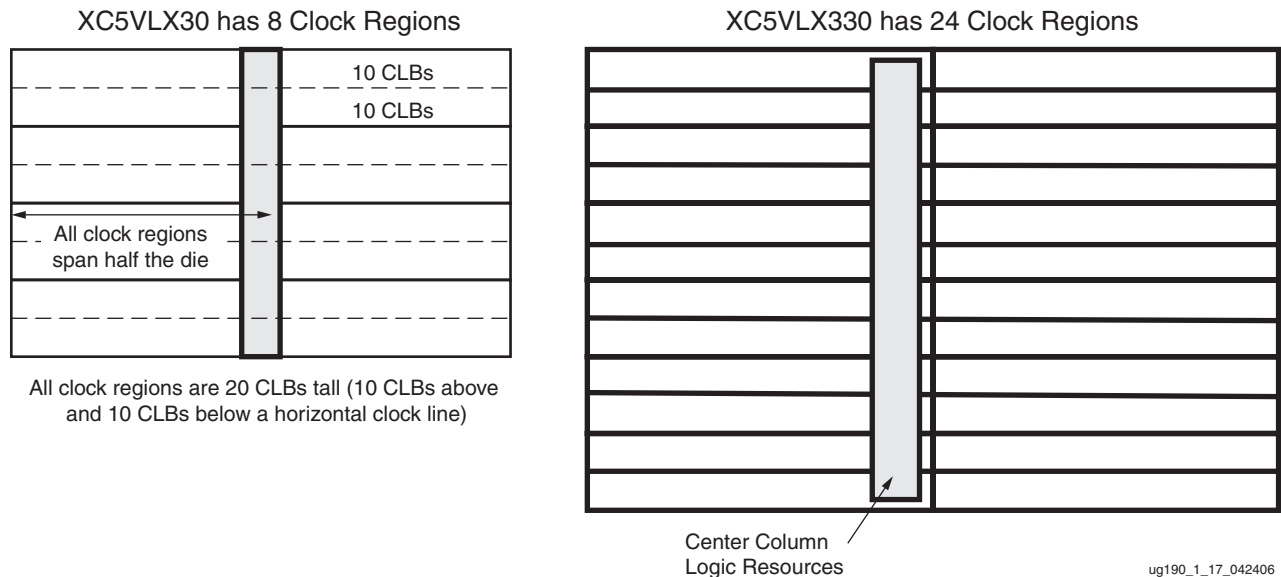 XC5VLX30 has 8 Clock Regions
10 CLBs
10 CLBs
All clock regions
span half the die
All clock regions are 20 CLBs tall (10 CLBs above
and 10 CLBs below a horizontal clock line)
XC5VLX330 has 24 Clock Regions
Center Column
Logic Resources
ug190_1_17_042406